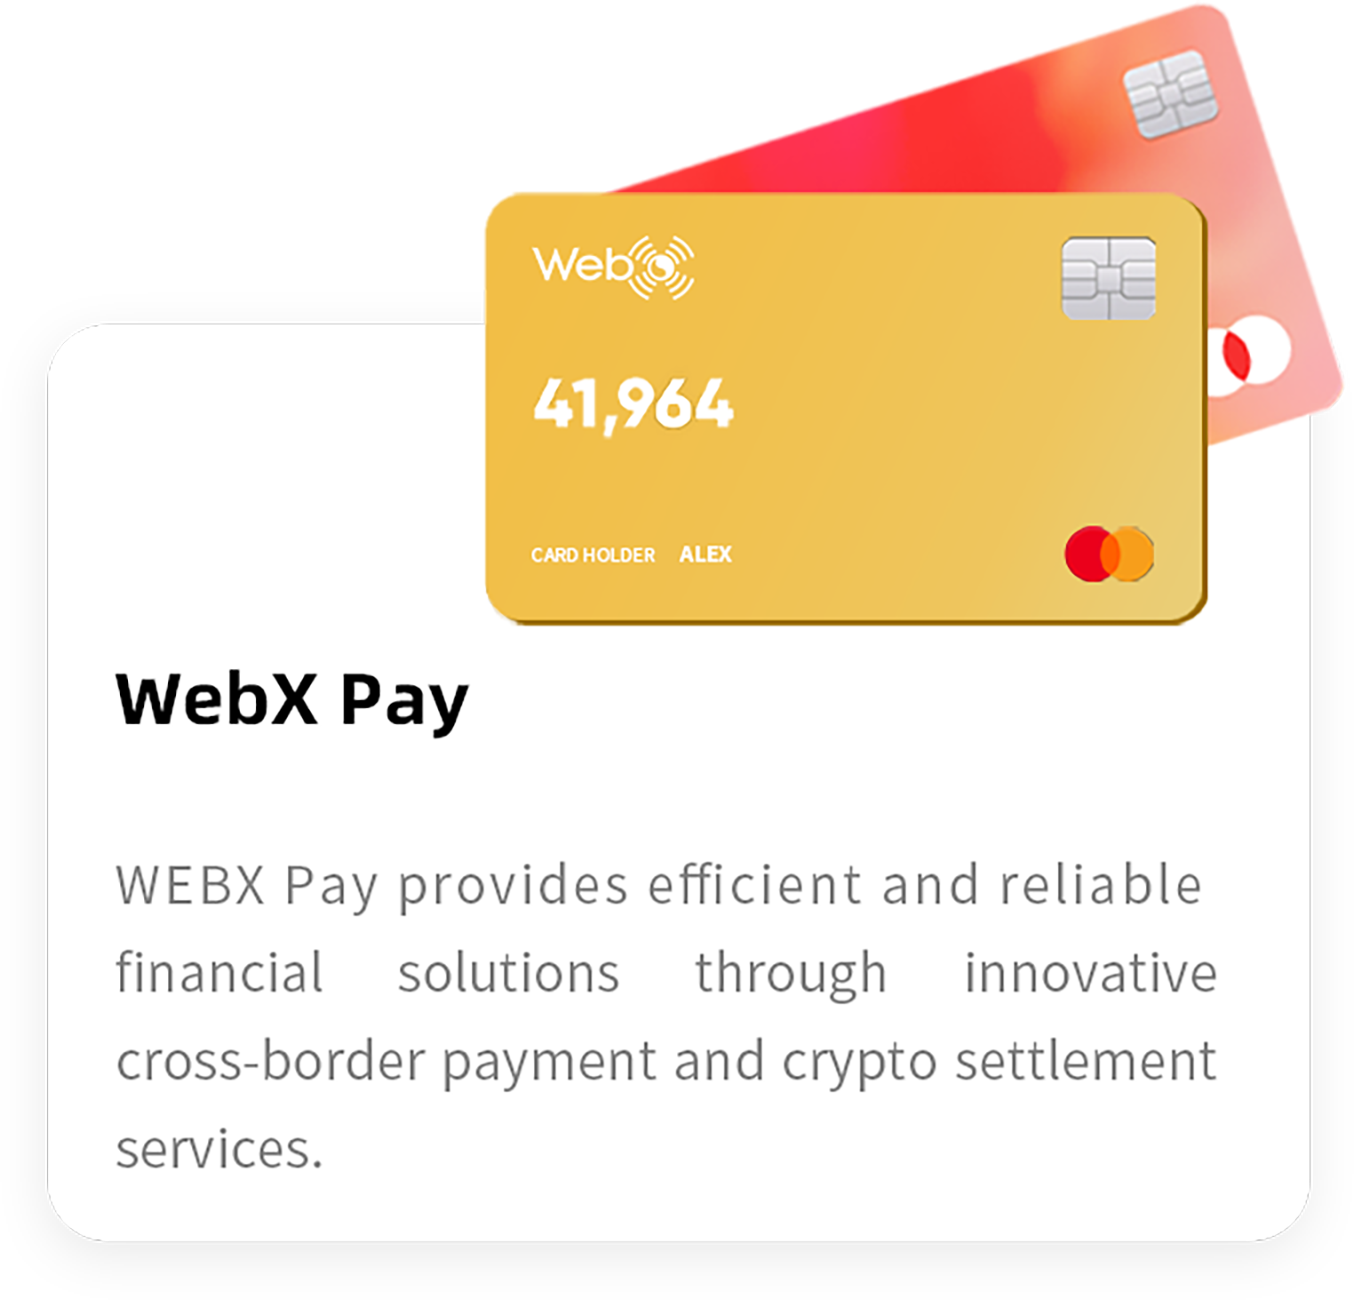 WebX
41,964
CARD HOLDER ALEX
WebX Pay
WEBX Pay provides efficient and reliable
financial solutions through innovative
cross-border payment and crypto settlement
services.